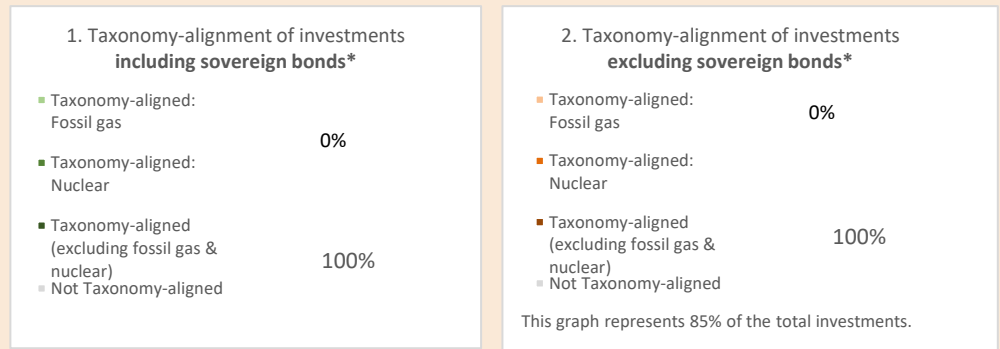 1. Taxonomy-alignment of investments
including sovereign bonds*
Taxonomy-aligned:
Fossil gas
0%
Taxonomy-aligned:
Nuclear
Taxonomy-aligned
(excluding fossil gas &
nuclear)
100%
Not Taxonomy-aligned
2. Taxonomy-alignment of investments
excluding sovereign bonds*
Taxonomy-aligned:
Fossil gas
0%
Taxonomy-aligned:
Nuclear
Taxonomy-aligned
(excluding fossil gas &
nuclear)
100%
Not Taxonomy-aligned
This graph represents 85% of the total investments.